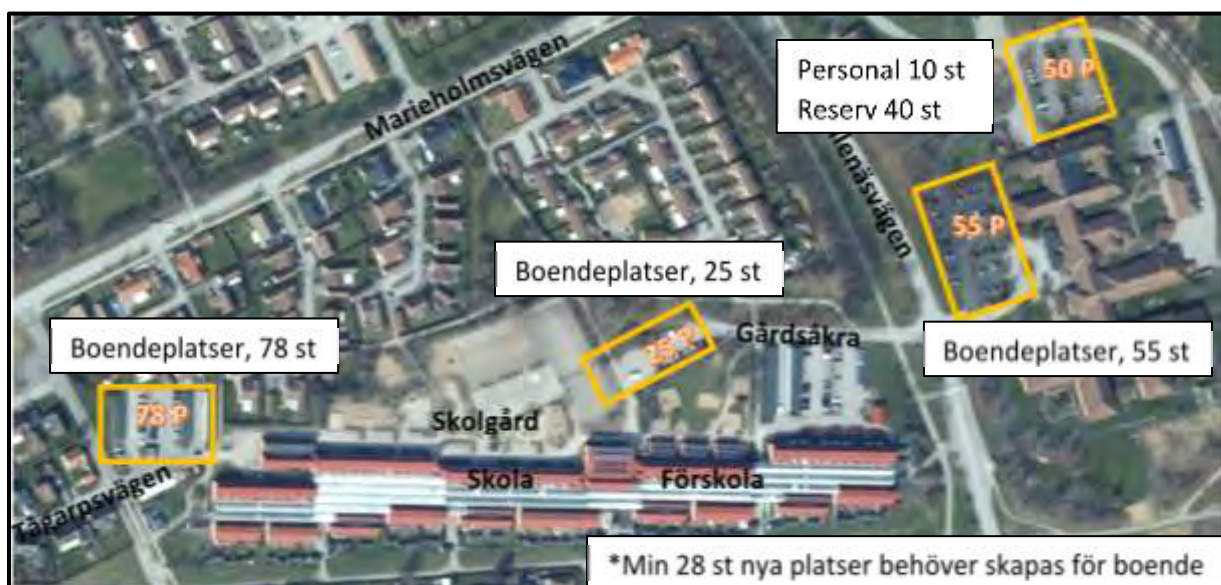 Personal 10 st
Reserv 40 st
50 P
Marieholmsvägen
55 P
Boendeplatser, 25 st
Boendeplatser, 78 st
25 P
Gårdsåkra
Boendeplatser, 55 st
78 P
Skolgård
Skola
Förskola
Tågarpsvägen
*Min 28 st nya platser behöver skapas för boende